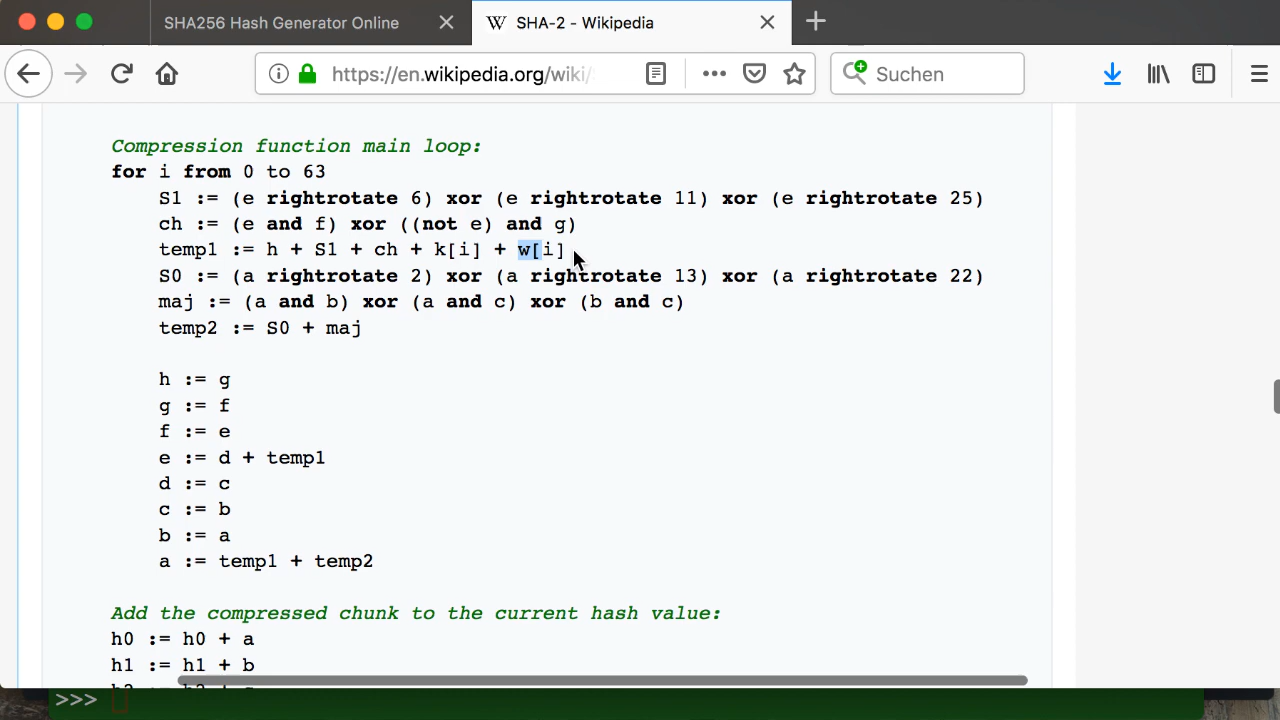 SHA256 Hash Generator Online
W SHA-2 - Wikipedia
https://en.wikipedia.org/wiki/
Suchen
Compression function main loop:
for i from 0 to 63
S1 := (e rightrotate 6) xor (e rightrotate 11) xor (e rightrotate 25)
ch := (e and f) xor ((not e) and g)
temp1 := h + S1 + ch + k[i] + w[i]
S0 := (a rightrotate 2) xor (a rightrotate 13) xor (a rightrotate 22)
maj := (a and b) xor (a and c) xor (b and c)
temp2 := S0 + maj
h := g
g := f
f := e
e := d + temp1
d := c
c := b
b := a
a := temp1 + temp2
Add the compressed chunk to the current hash value:
h0 := h0 + a
h1 := h1 + b
>>>